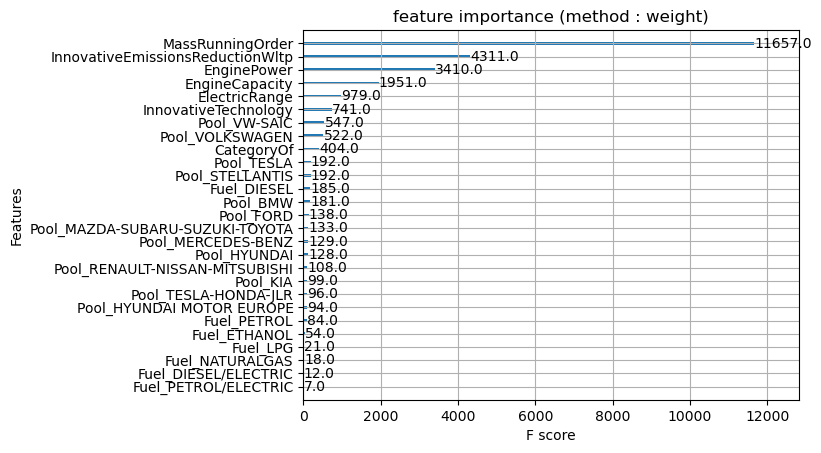 feature importance (method : weight)
MassRunningOrder 11657.0
InnovativeEmissionsReductionWltp 4311.0
EnginePower 3410.0
EngineCapacity 1951.0
ElectricRange 979.0
InnovativeTechnology 741.0
Pool_VW-SAIC 547.0
Pool_VOLKSWAGEN 522.0
CategoryOf 404.0
Pool_TESLA 192.0
Pool_STELLANTIS 192.0
Fuel_DIESEL 185.0
Pool_BMW 181.0
Pool_FORD 138.0
Pool_MAZDA-SUBARU-SUZUKI-TOYOTA 133.0
Pool_MERCEDES-BENZ 129.0
Pool_HYUNDAI 128.0
Pool_RENAULT-NISSAN-MITSUBISHI 108.0
Pool_KIA 99.0
Pool_TESLA-HONDA-JLR 96.0
Pool_HYUNDAI MOTOR EUROPE 94.0
Fuel_PETROL 84.0
Fuel_ETHANOL 54.0
Fuel_LPG 21.0
Fuel_NATURALGAS 18.0
Fuel_DIESEL/ELECTRIC 12.0
Fuel_PETROL/ELECTRIC 7.0
Features
0 2000 4000 6000 8000 10000 12000
F score